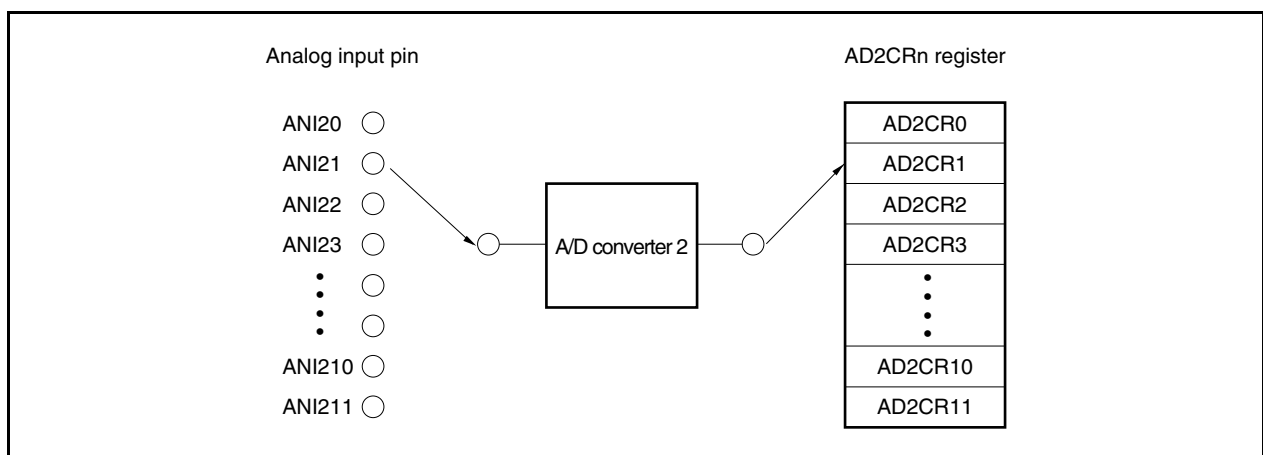 Analog input pin
AD2CRn register
ANI20
AD2CR0
ANI21
AD2CR1
ANI22
AD2CR2
ANI23
A/D converter 2
AD2CR3
ANI210
AD2CR10
ANI211
AD2CR11